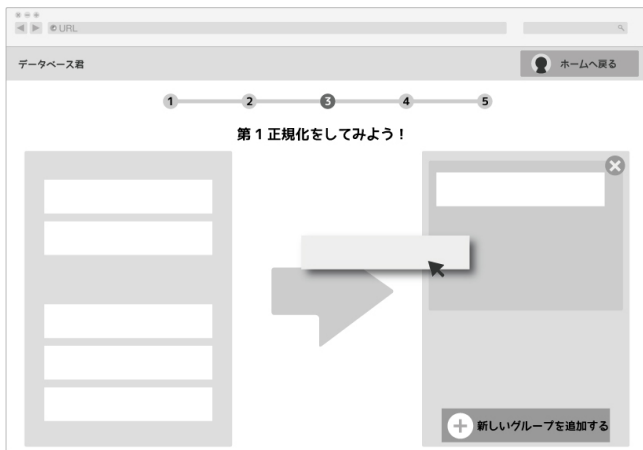 URL
データベース君
ホームへ戻る
1 2 3 4 5
第1正規化をしてみよう！
新しいグループを追加する